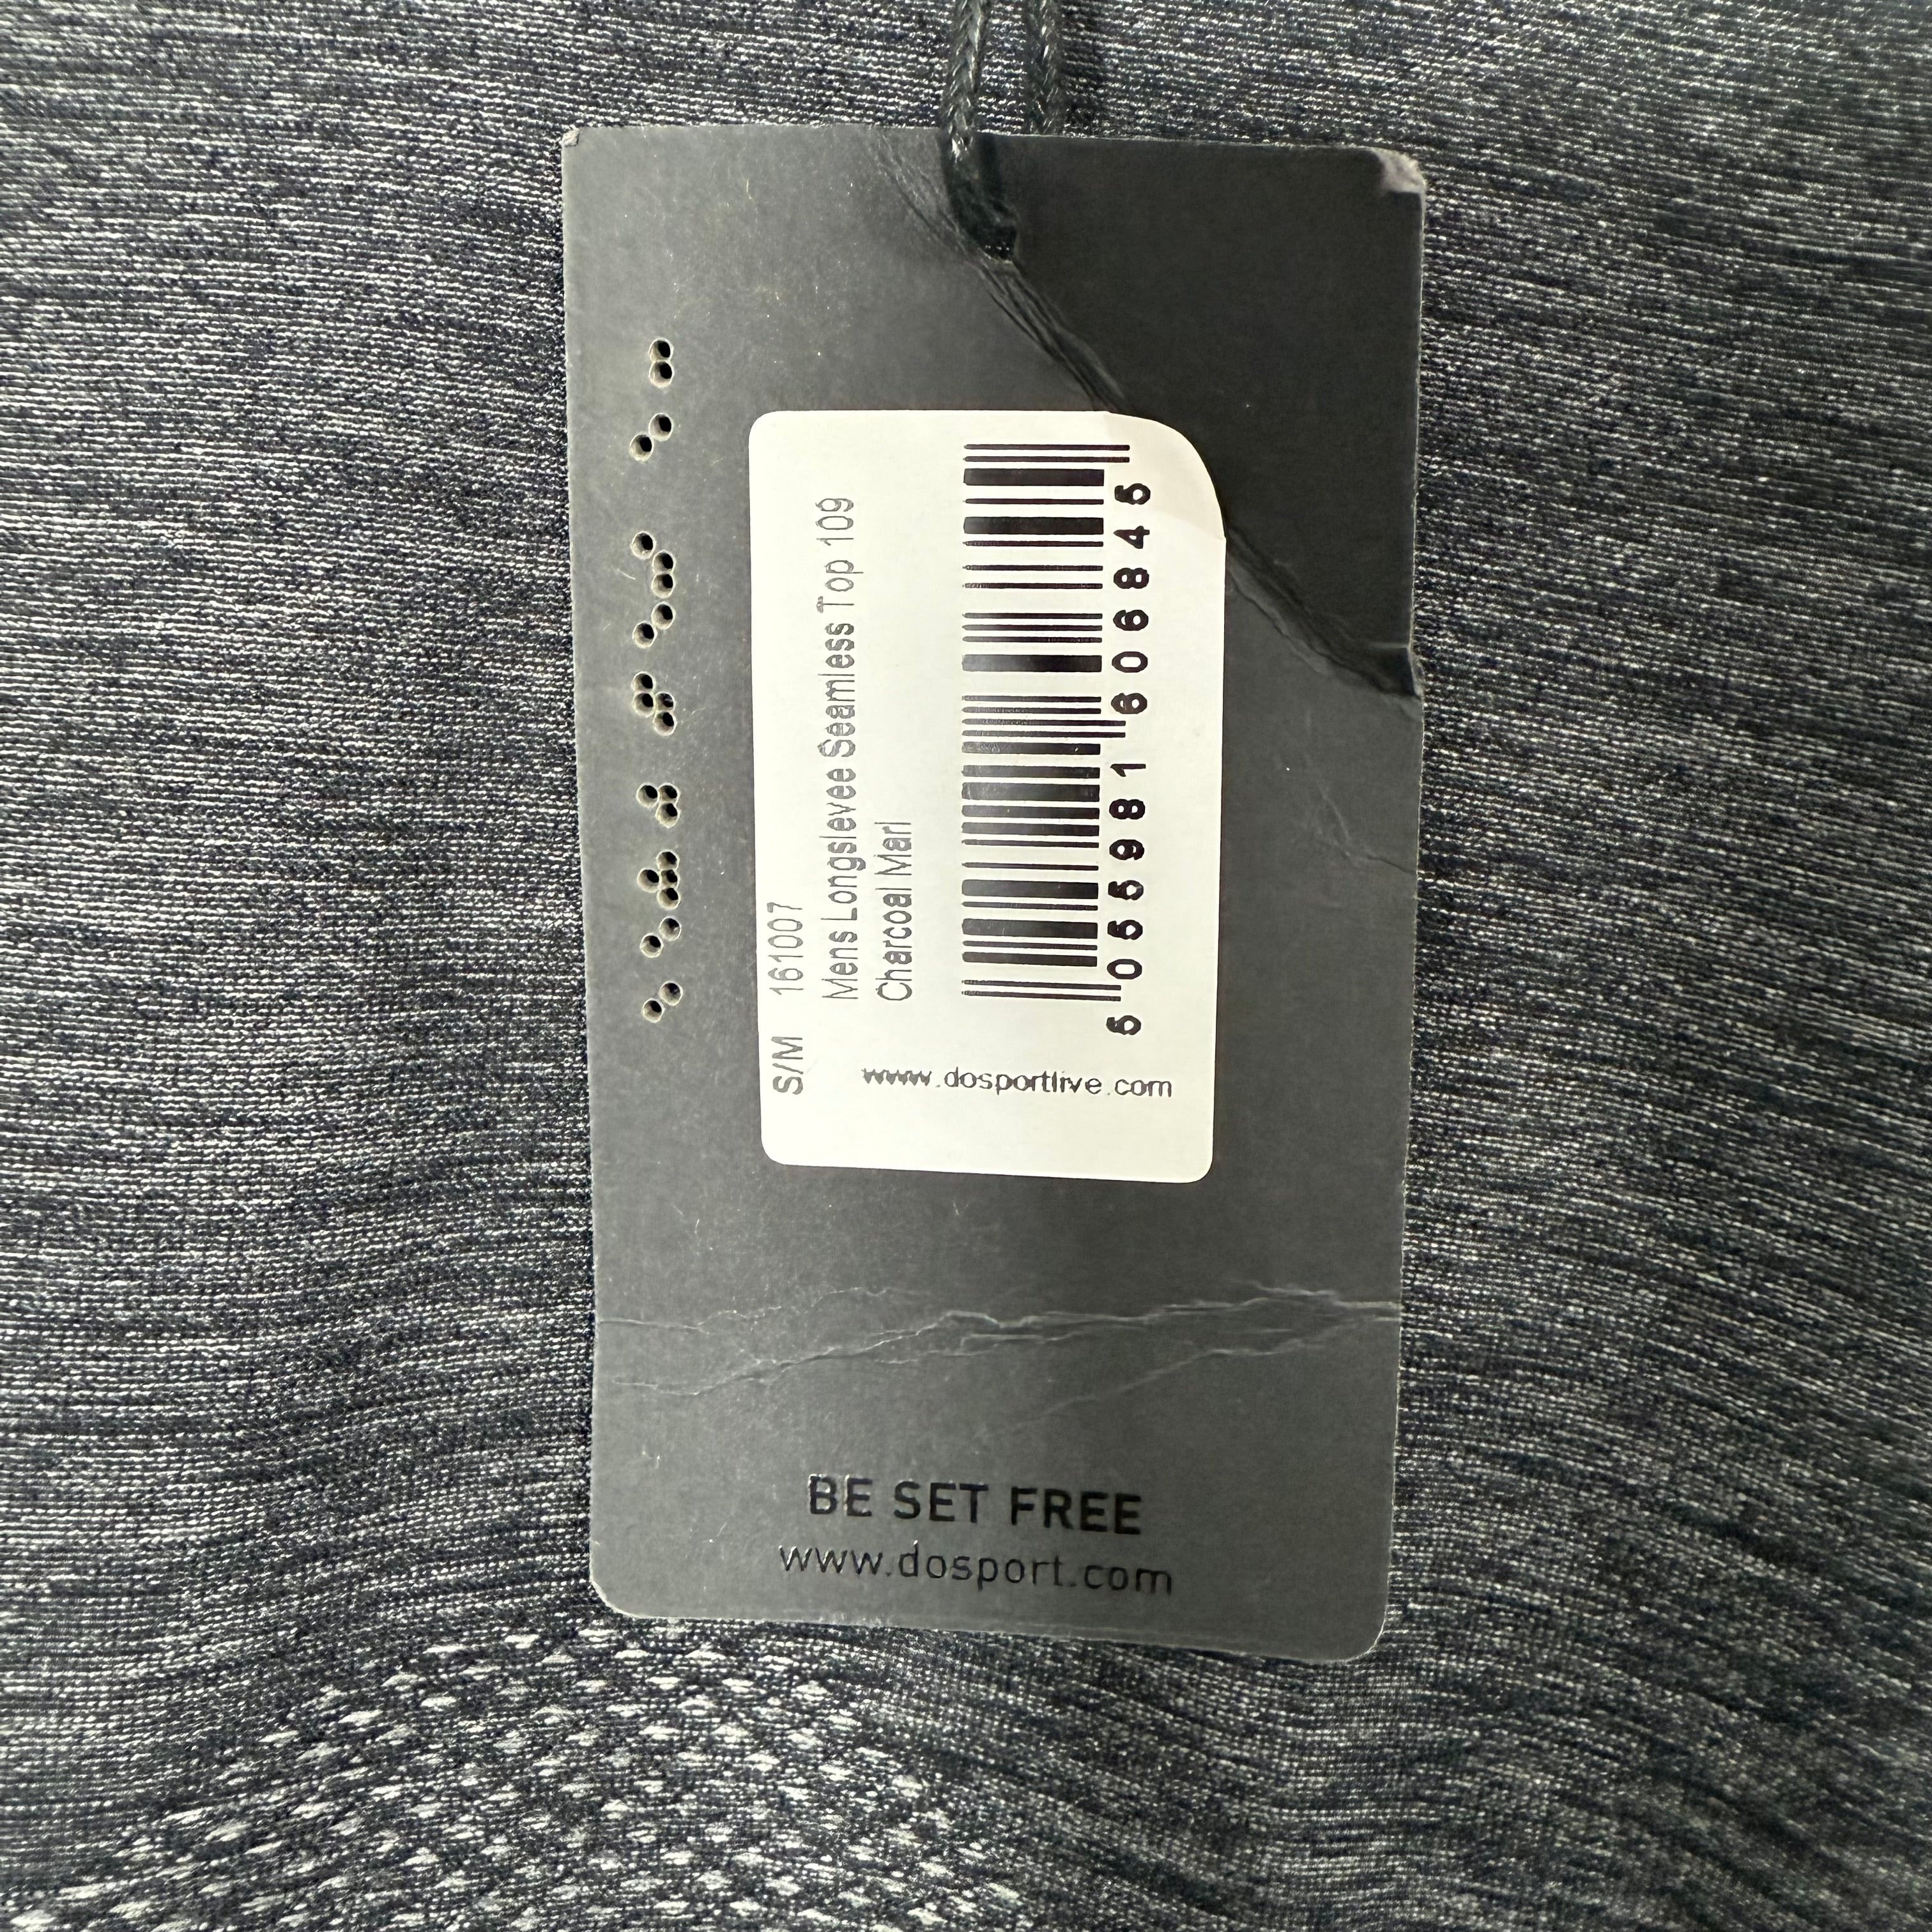 S/M 161007
Mens Longslevee Seamless Top 109
Charcoal Marl
5 055981 606845
www.dosportlive.com
BE SET FREE
www.dosport.com